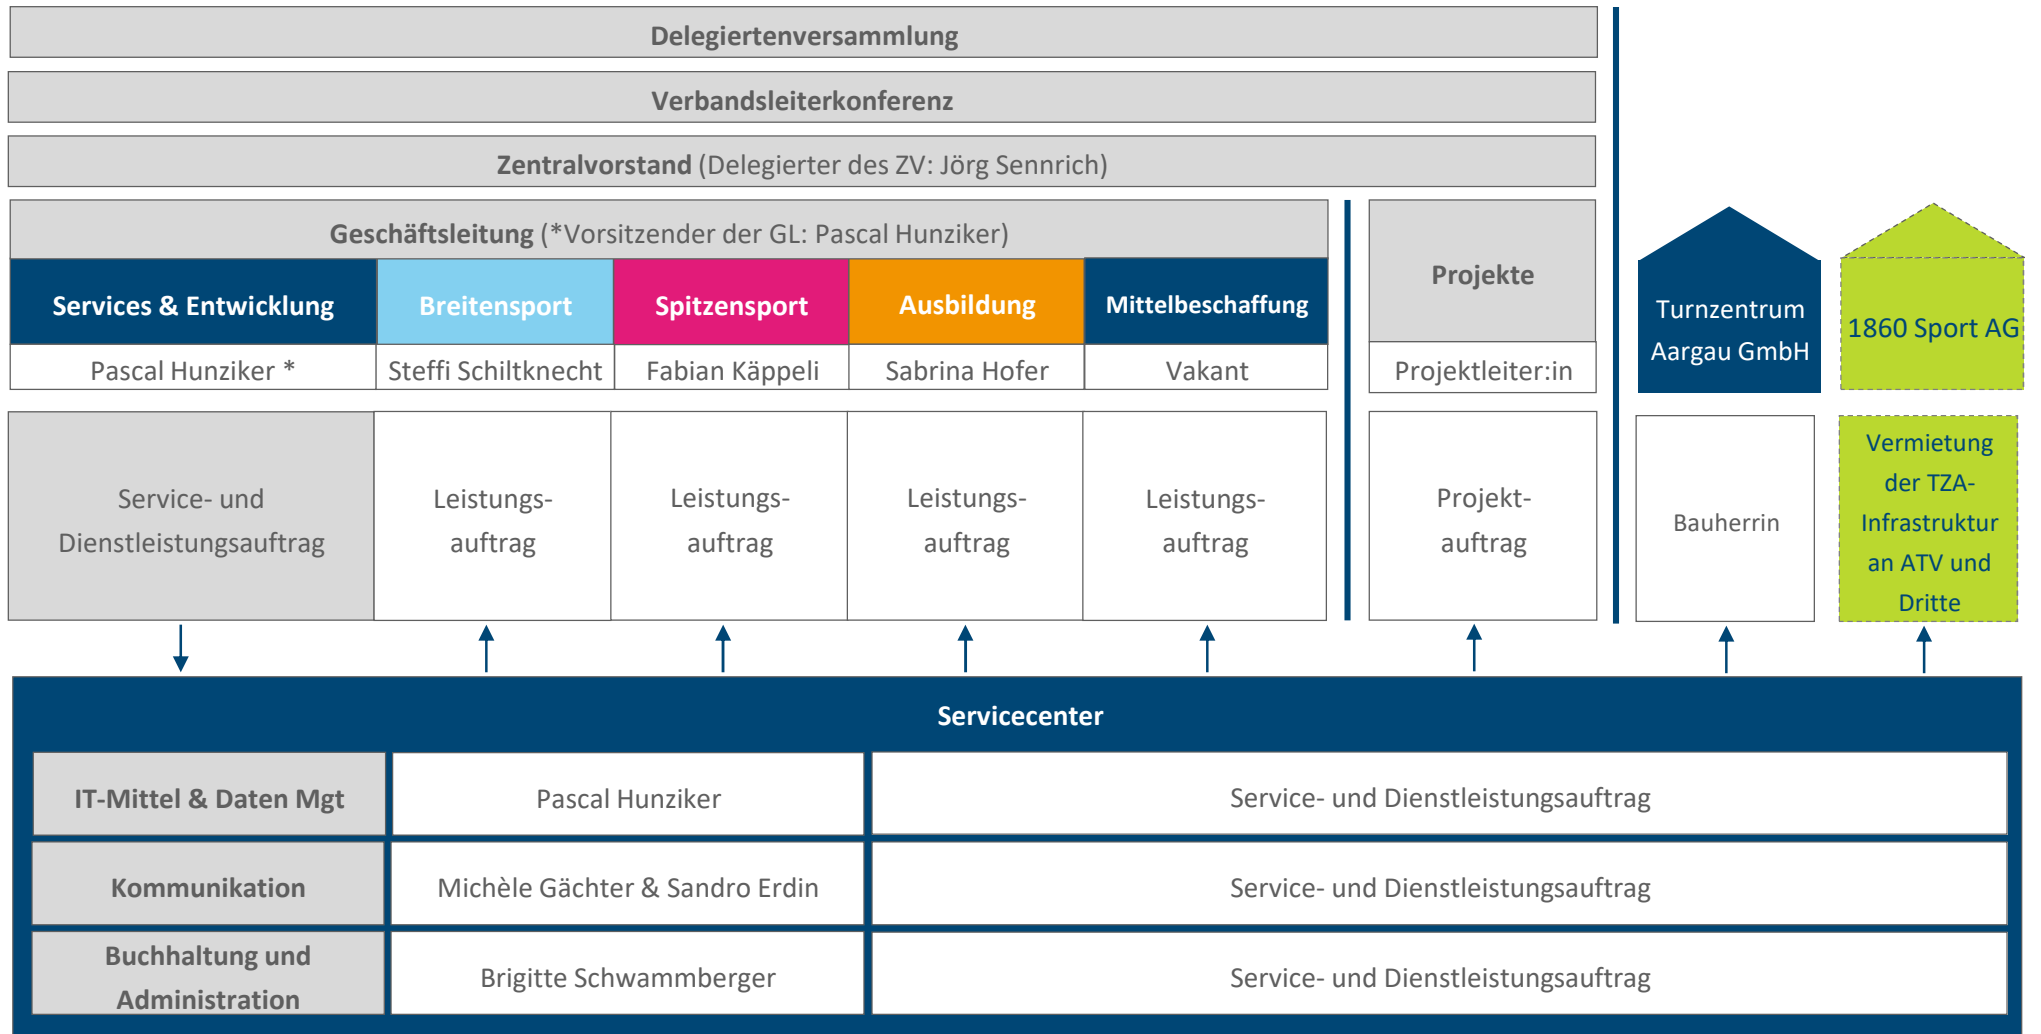 Delegiertenversammlung
Verbandsleiterkonferenz
Zentralvorstand (Delegierter des ZV: Jörg Sennrich)
Geschäftsleitung (*Vorsitzender der GL: Pascal Hunziker)
Services & Entwicklung
Breitensport
Spitzensport
Ausbildung
Mittelbeschaffung
Pascal Hunziker *
Steffi Schiltknecht
Fabian Käppeli
Sabrina Hofer
Vakant
Projekte
Projektleiter:in
Turnzentrum
Aargau GmbH
1860 Sport AG
Service- und
Dienstleistungsauftrag
Leistungs-
auftrag
Leistungs-
auftrag
Leistungs-
auftrag
Leistungs-
auftrag
Projekt-
auftrag
Bauherrin
Vermietung
der TZA-
Infrastruktur
an ATV und
Dritte
Servicecenter
IT-Mittel & Daten Mgt
Pascal Hunziker
Service- und Dienstleistungsauftrag
Kommunikation
Michèle Gächter & Sandro Erdin
Service- und Dienstleistungsauftrag
Buchhaltung und
Administration
Brigitte Schwammberger
Service- und Dienstleistungsauftrag